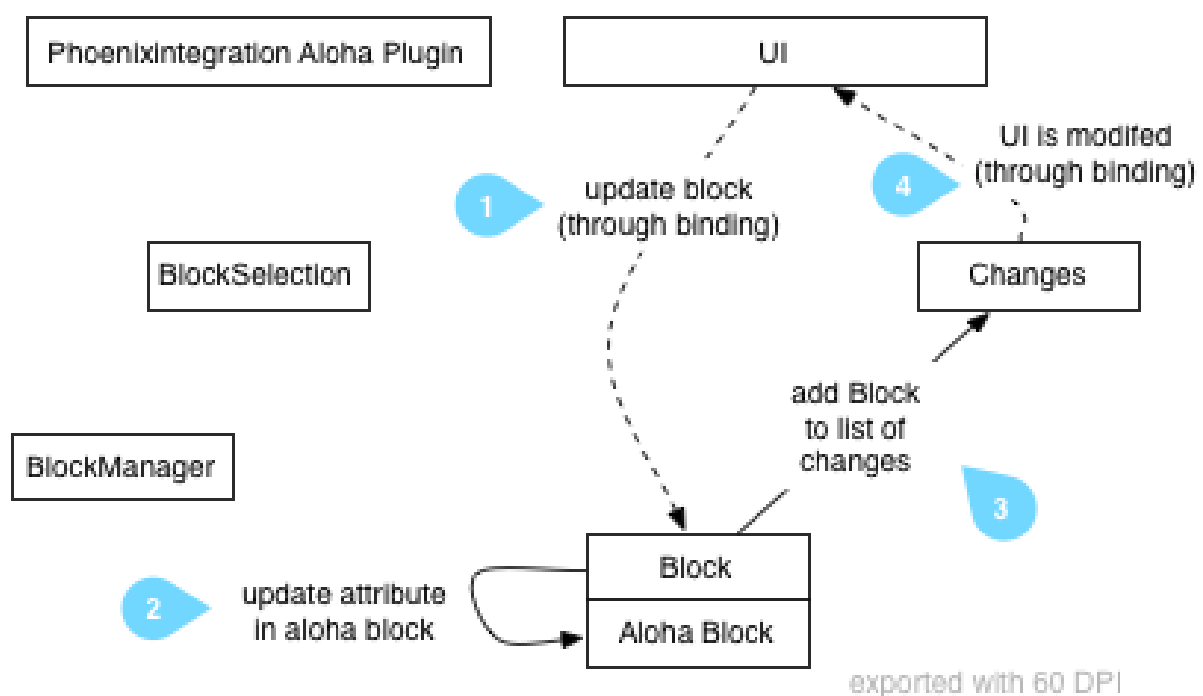 Phoenixintegration Aloha Plugin
UI
UI is modifed
(through binding)
4
1
update block
(through binding)
BlockSelection
Changes
add Block
to list of
changes
BlockManager
3
Block
2
update attribute
in aloha block
Aloha Block
exported with 60 DPI